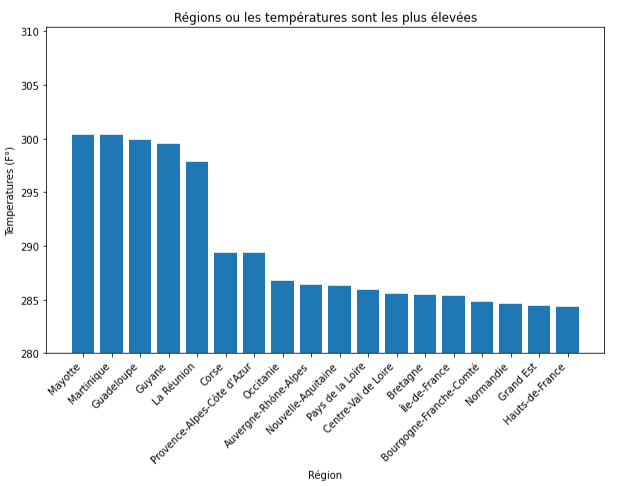 Régions ou les températures sont les plus élevées
310
305
300
295
290
285
280
Temperatures (F°)
Mayotte
Martinique
Guadeloupe
Guyane
La Réunion
Corse
Provence-Alpes-Côte d'Azur
Occitanie
Auvergne-Rhône-Alpes
Nouvelle-Aquitaine
Pays de la Loire
Centre-Val de Loire
Bretagne
Île-de-France
Bourgogne-Franche-Comté
Normandie
Grand Est
Hauts-de-France
Région